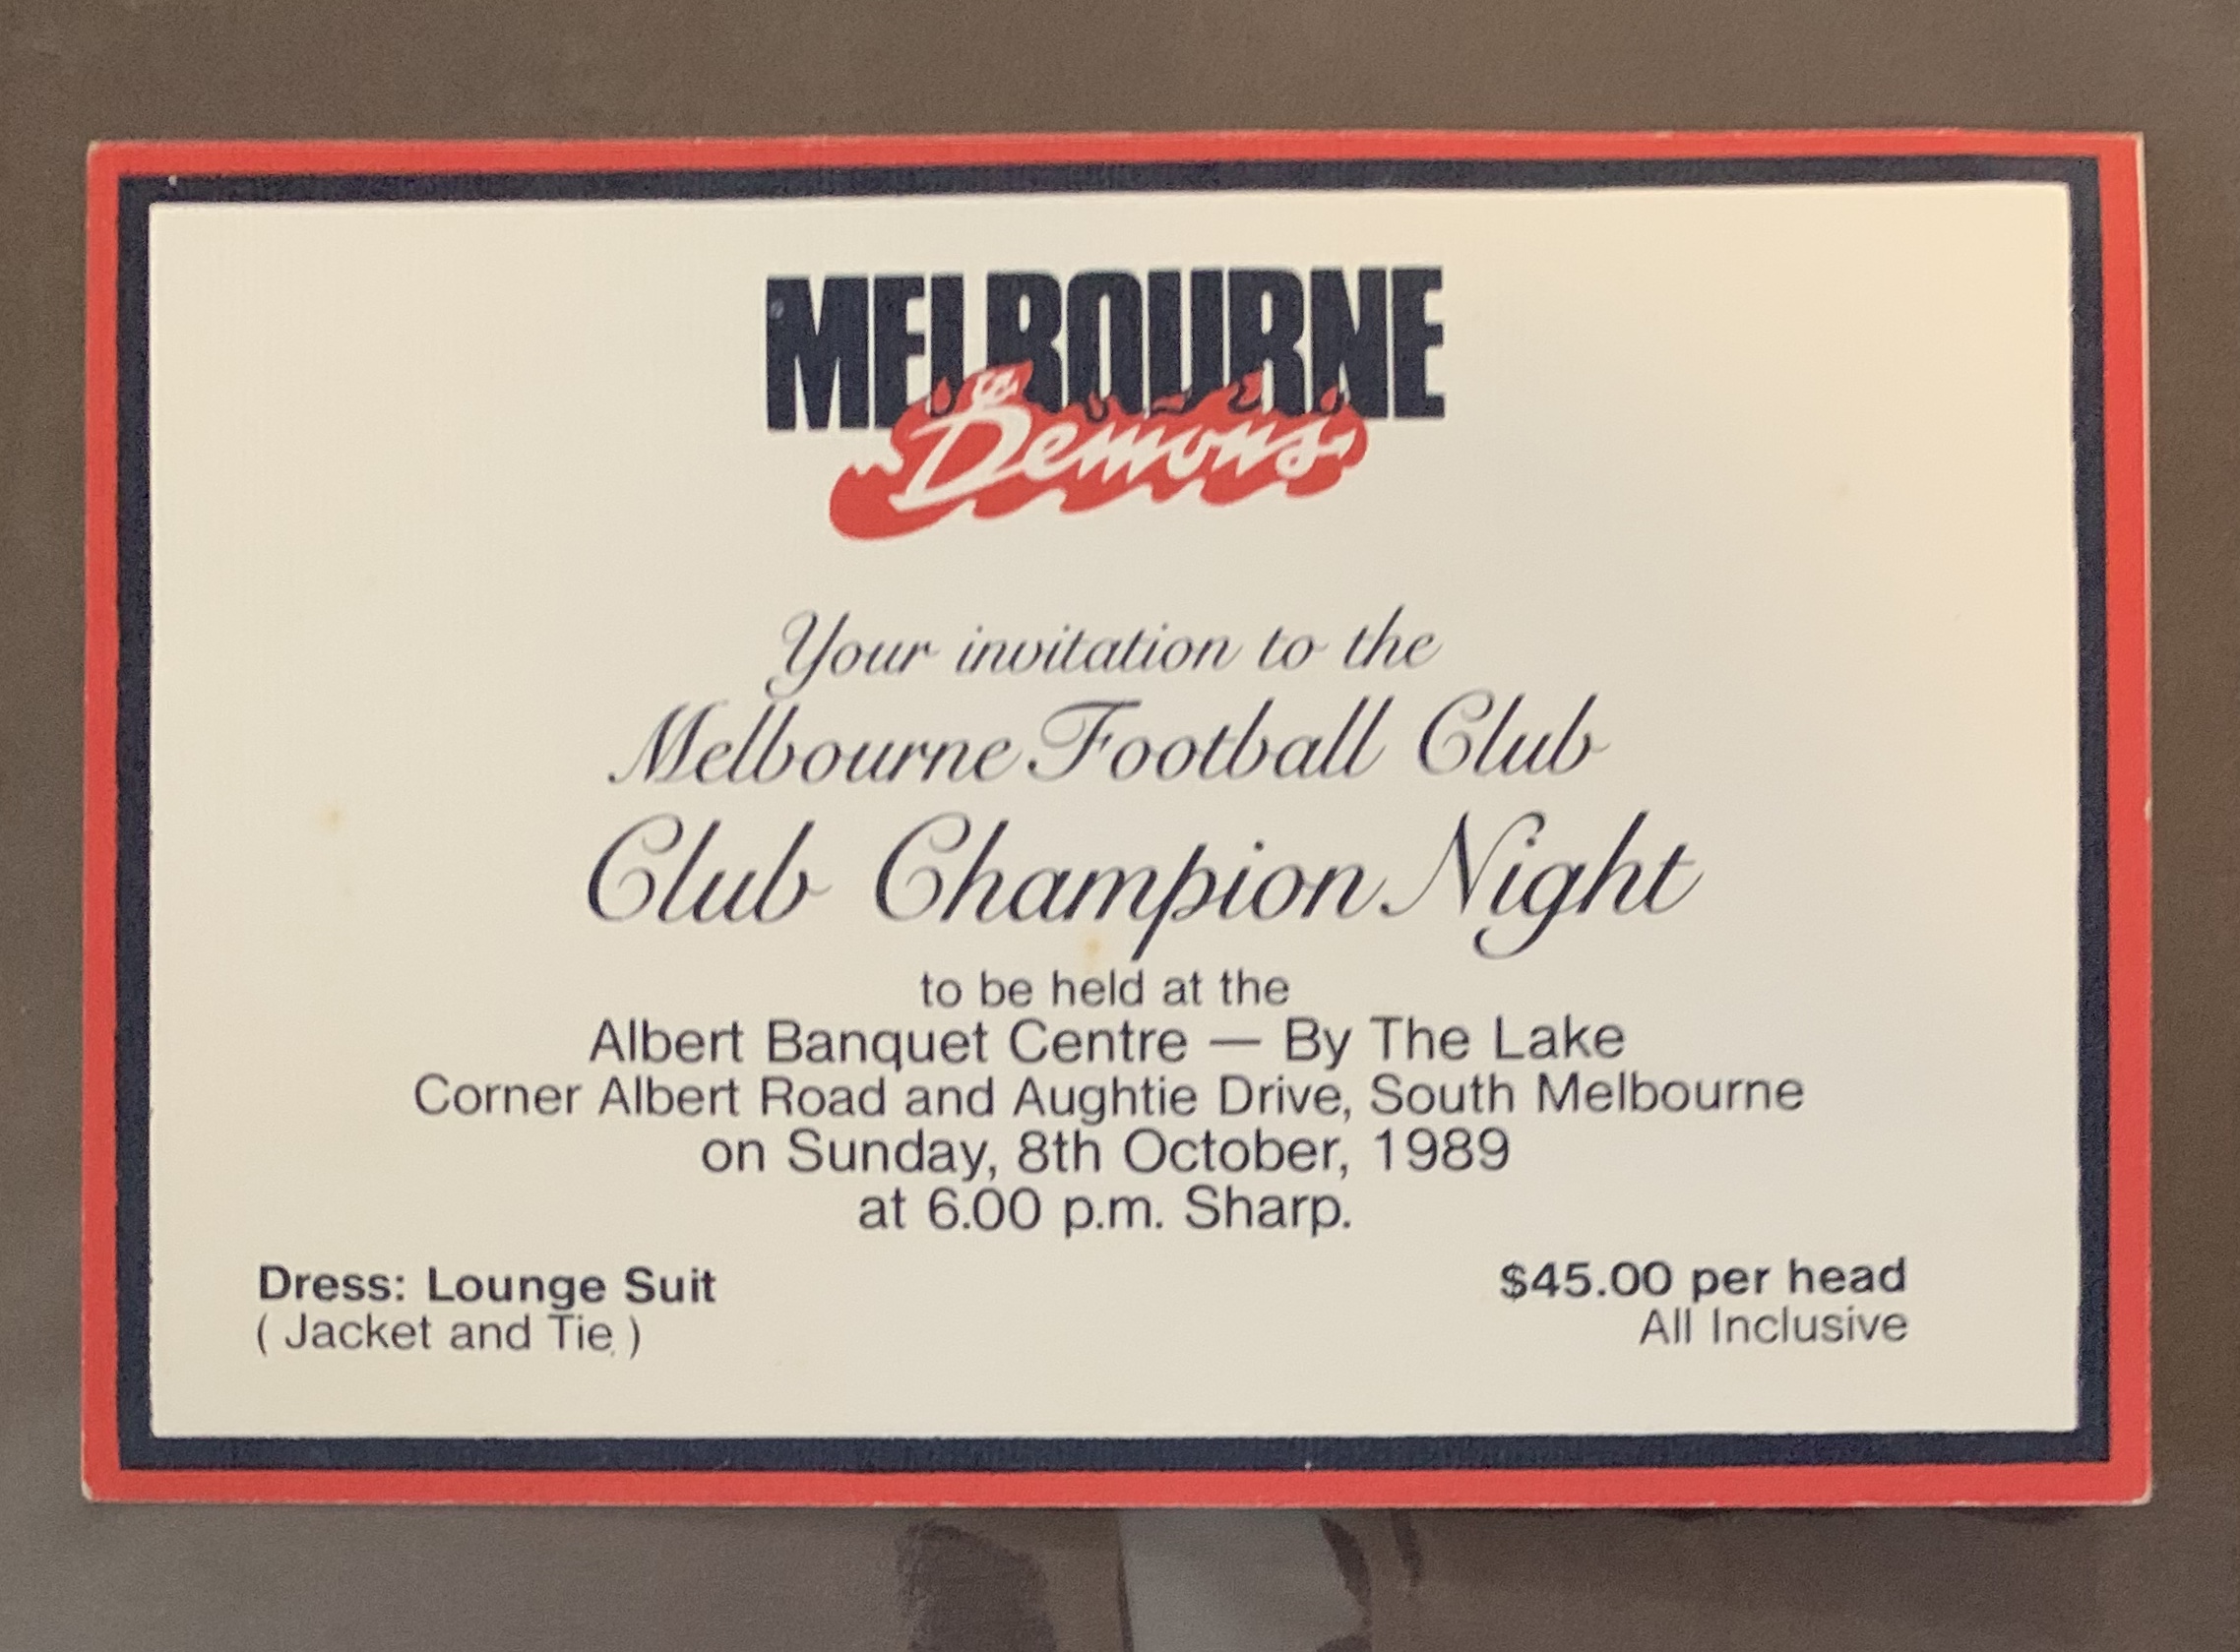 MELBOURNE
Demons
Your invitation to the
Melbourne Football Club
Club Champion Night
to be held at the
Albert Banquet Centre — By The Lake
Corner Albert Road and Aughtie Drive, South Melbourne
on Sunday, 8th October, 1989
at 6.00 p.m. Sharp.
Dress: Lounge Suit
( Jacket and Tie. )
$45.00 per head
All Inclusive